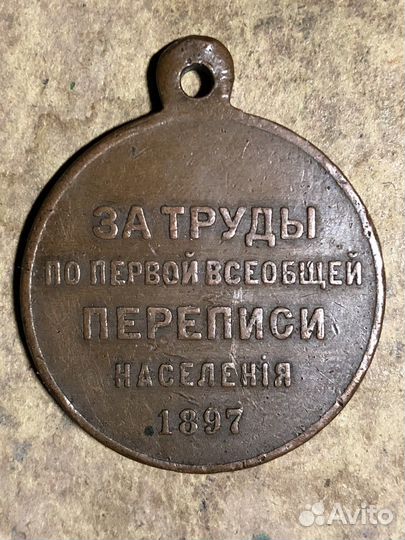 ЗА ТРУДЫ
ПО ПЕРВОЙ ВСЕОБЩЕЙ
ПЕРЕПИСИ
НАСЕЛЕНІЯ
1897
Avito